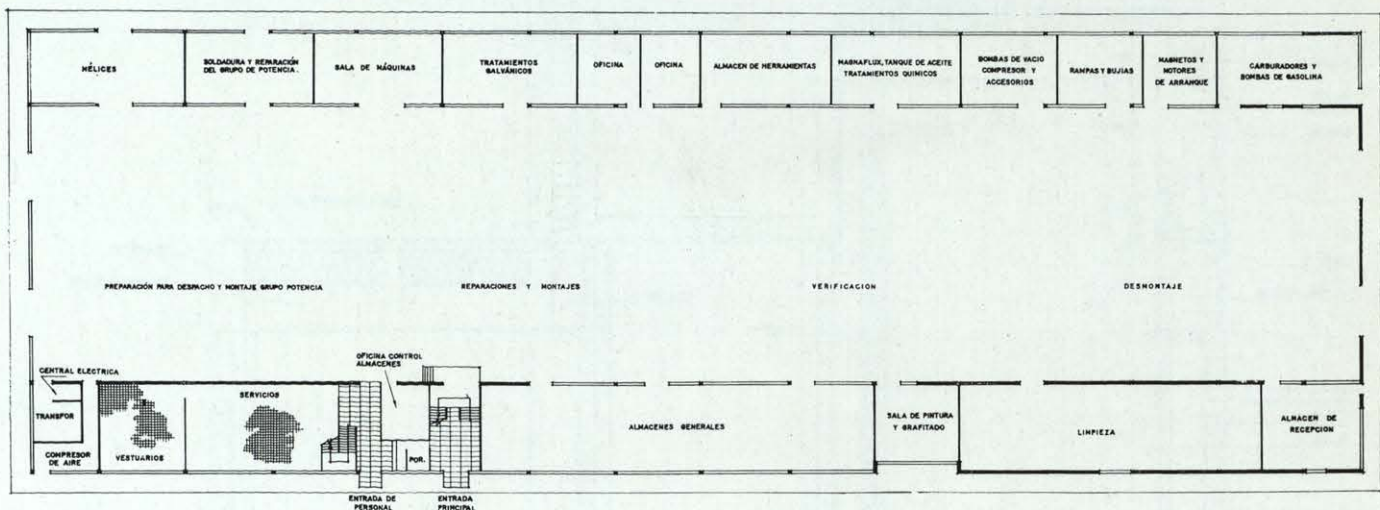 HÉLICES
SOLDADURA Y REPARACIÓN
DEL GRUPO DE POTENCIA.
SALA DE MÁQUINAS
TRATAMIENTOS
GALVÁNICOS
OFICINA
OFICINA
ALMACEN DE HERRAMIENTAS
MAGNAFLUX, TANQUE DE ACEITE
TRATAMIENTOS QUIMICOS
BOMBAS DE VACIO
COMPRESOR Y
ACCESORIOS
RAMPAS Y BUJIAS
MAGNETOS Y
MOTORES
DE ARRANQUE
CARBURADORES Y
BOMBAS DE GASOLINA
PREPARACIÓN PARA DESPACHO Y MONTAJE GRUPO POTENCIA
REPARACIONES Y MONTAJES
VERIFICACION
DESMONTAJE
CENTRAL ELECTRICA
TRANSFOR
COMPRESOR
DE AIRE
VESTUARIOS
SERVICIOS
OFICINA CONTROL
ALMACENES
POR.
ALMACENES GENERALES
SALA DE PINTURA
Y GRAFITADO
LIMPIEZA
ALMACEN DE
RECEPCION
ENTRADA DE
PERSONAL
ENTRADA
PRINCIPAL